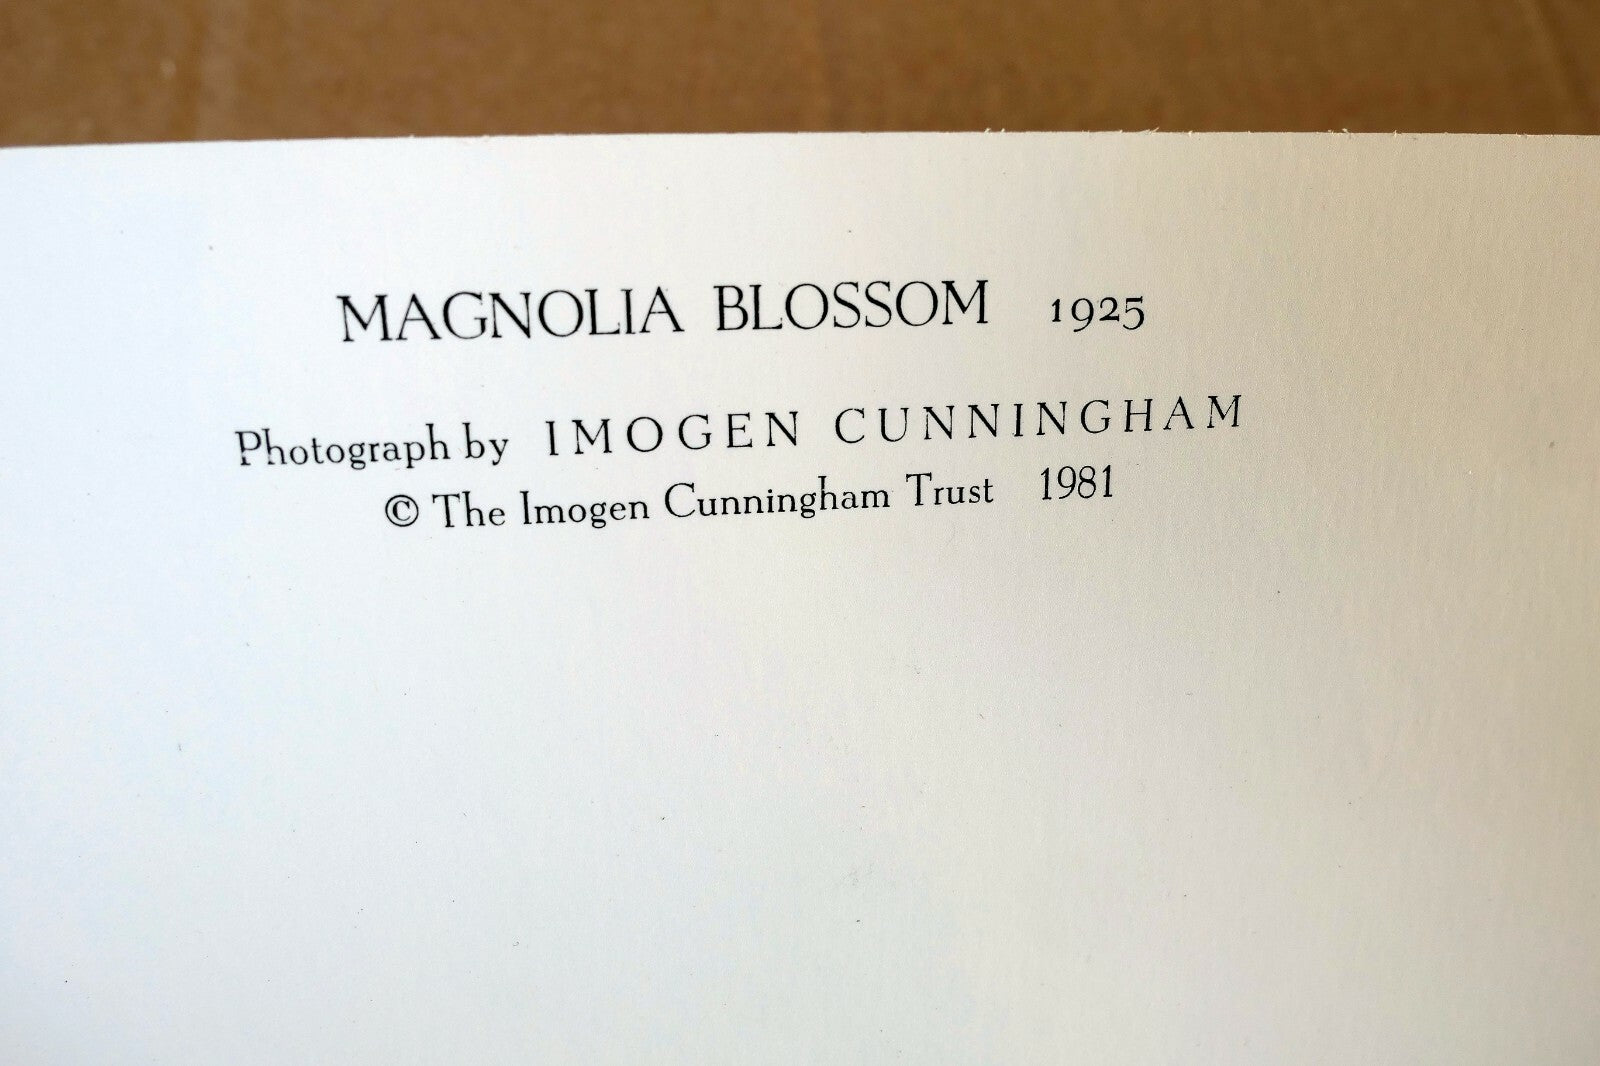 MAGNOLIA BLOSSOM 1925
Photograph by IMOGEN CUNNINGHAM
© The Imogen Cunningham Trust 1981